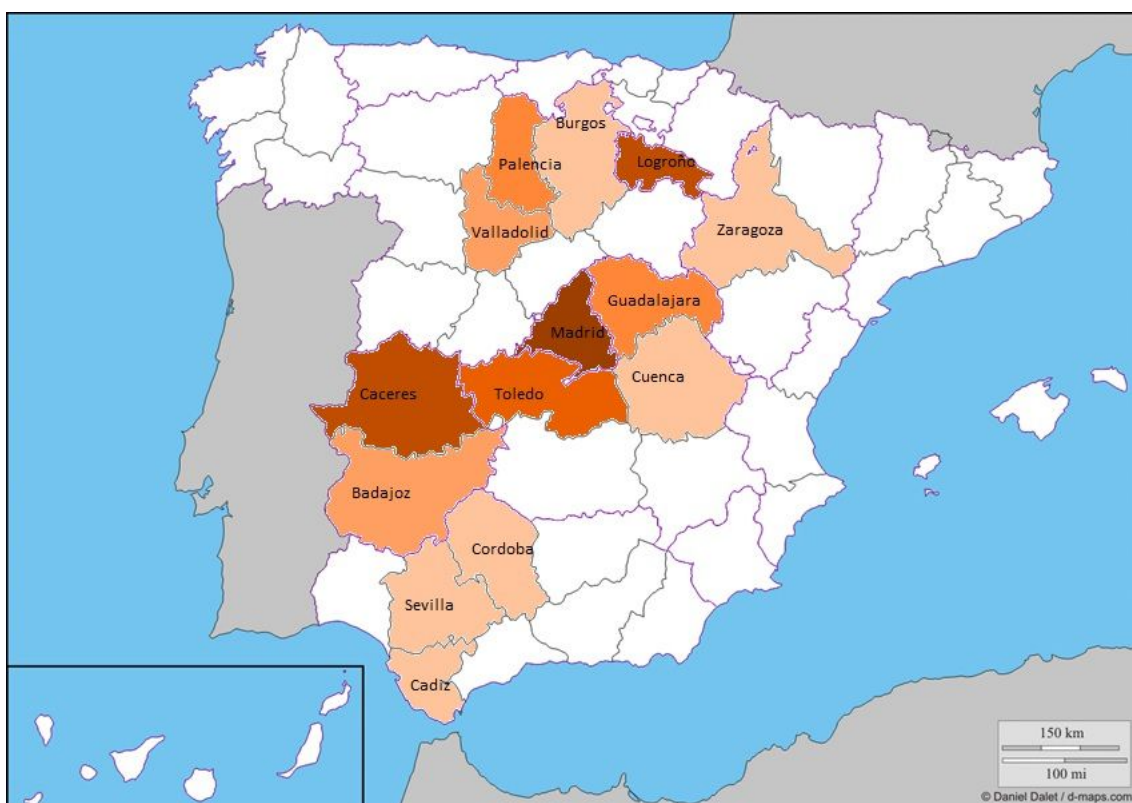 Burgos
Palencia
Logroño
Valladolid
Zaragoza
Guadalajara
Madrid
Cuenca
Caceres
Toledo
Badajoz
Cordoba
Sevilla
Cadiz
150 km
100 mi
© Daniel Dalet / d-maps.com